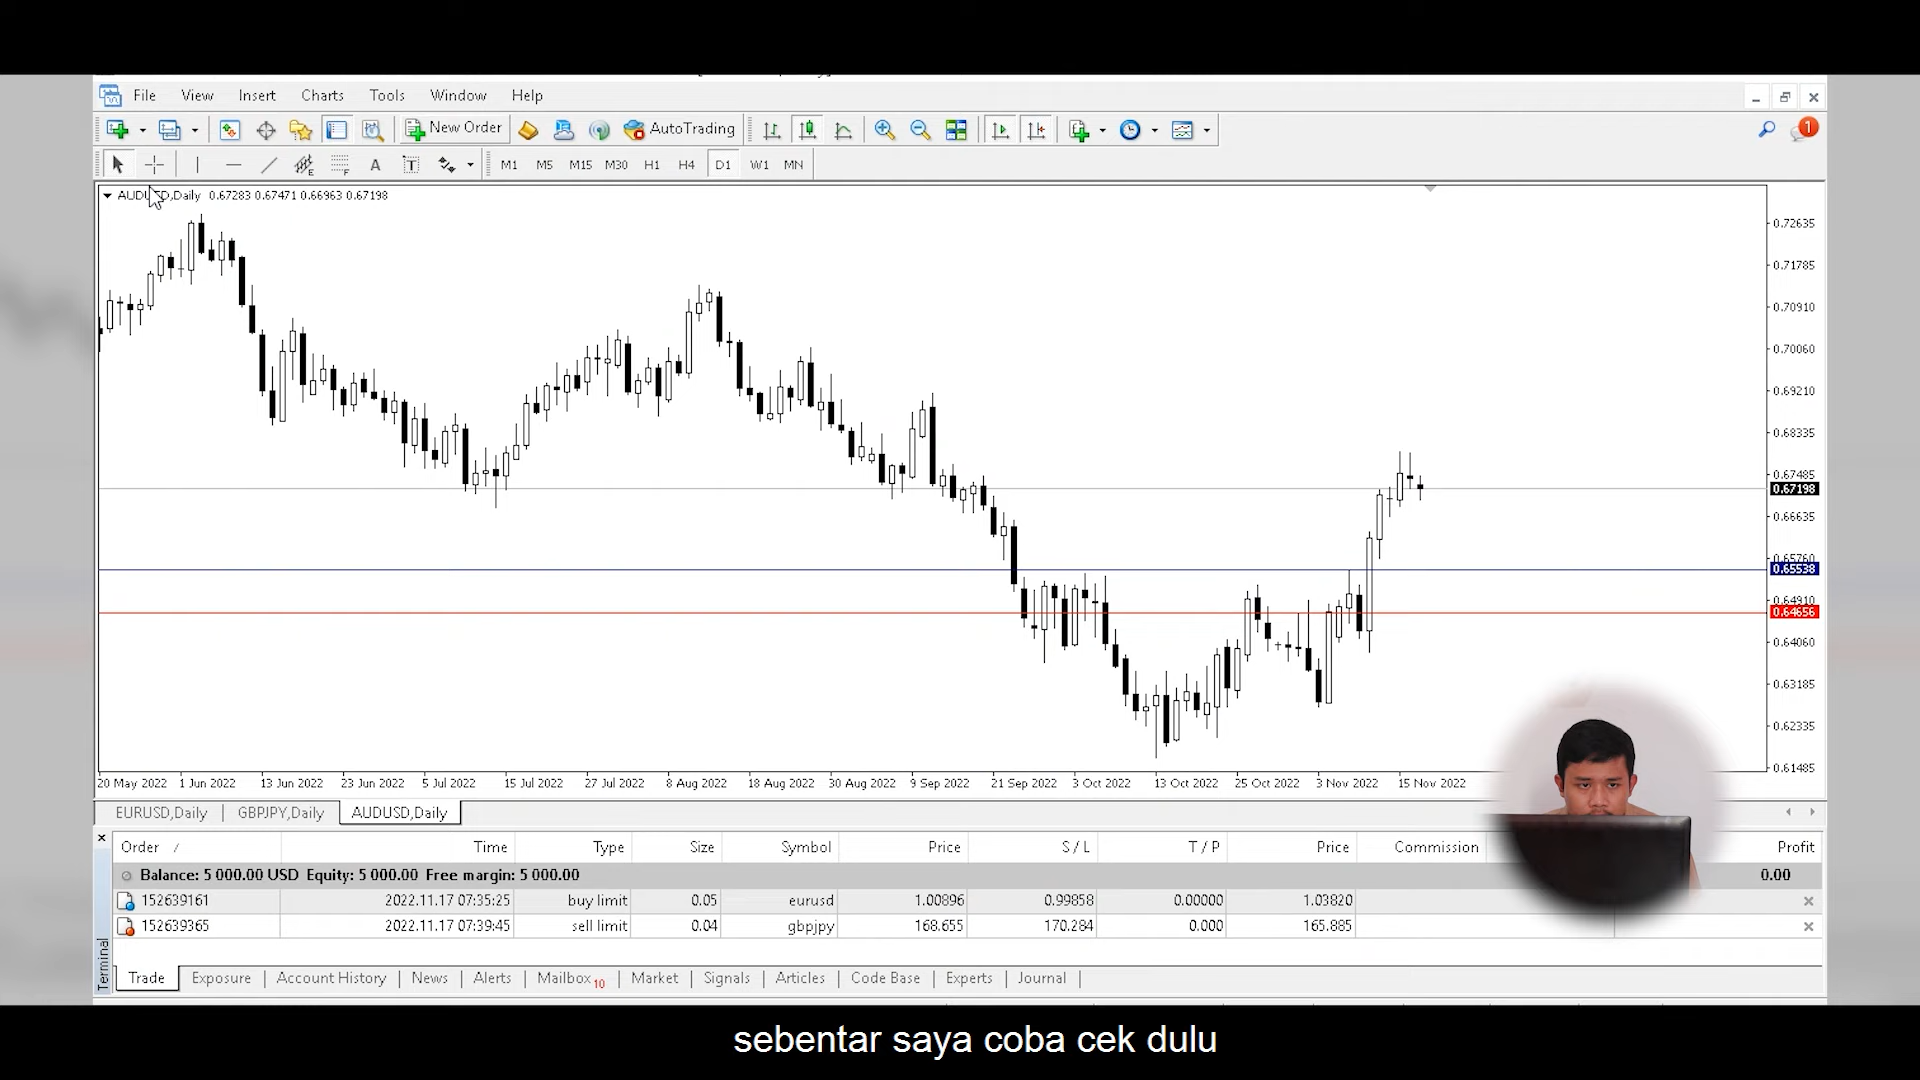 File View Insert Charts Tools Window Help
New Order AutoTrading 1
A T M1 M5 M15 M30 H1 H4 D1 W1 MN
AUDUSD,Daily 0.67283 0.67471 0.66963 0.67198
0.72635
0.71785
0.70910
0.70060
0.69210
0.68335
0.67485
0.67198
0.66635
0.65760
0.65538
0.64910
0.64656
0.64060
0.63185
0.62335
0.61485
20 May 2022 1 Jun 2022 13 Jun 2022 23 Jun 2022 5 Jul 2022 15 Jul 2022 27 Jul 2022 8 Aug 2022 18 Aug 2022 30 Aug 2022 9 Sep 2022 21 Sep 2022 3 Oct 2022 13 Oct 2022 25 Oct 2022 3 Nov 2022 15 Nov 2022
EURUSD,Daily GBPJPY,Daily AUDUSD,Daily
Order / Time Type Size Symbol Price S / L T / P Price Commission Profit
Balance: 5 000.00 USD Equity: 5 000.00 Free margin: 5 000.00 0.00
152639161 2022.11.17 07:35:25 buy limit 0.05 eurusd 1.00896 0.99858 0.00000 1.03820
152639365 2022.11.17 07:39:45 sell limit 0.04 gbpjpy 168.655 170.284 0.000 165.885
Terminal
Trade Exposure Account History News Alerts Mailbox 10 Market Signals Articles Code Base Experts Journal
sebentar saya coba cek dulu